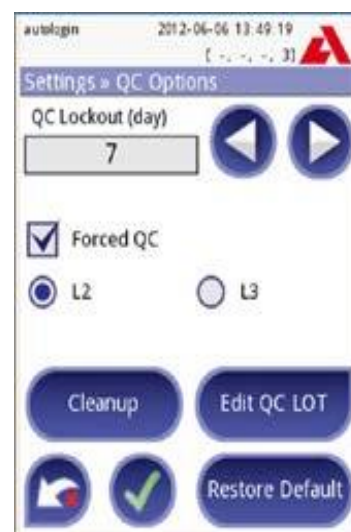 autologin 2012-06-06 13:49:19
[ -, -, -, 3]
Settings » QC Options
QC Lockout (day)
7
Forced QC
L2 L3
Cleanup Edit QC LOT
Restore Default